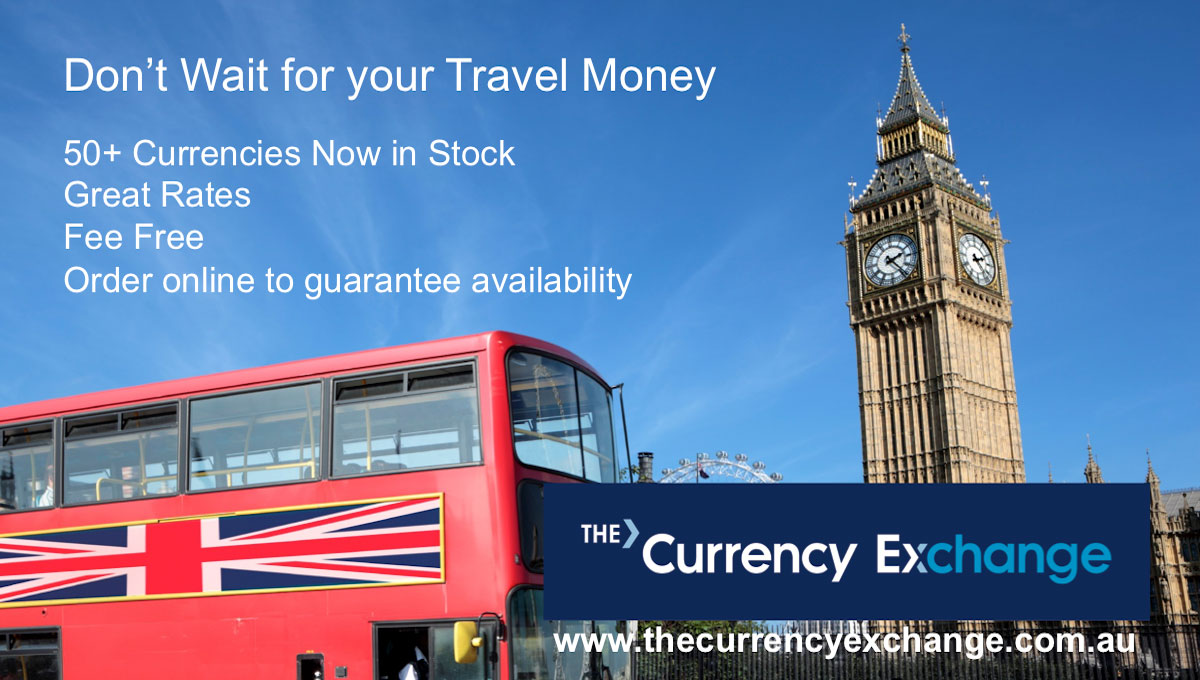 Don’t Wait for your Travel Money
50+ Currencies Now in Stock
Great Rates
Fee Free
Order online to guarantee availability
THE
Currency Exchange
www.thecurrencyexchange.com.au